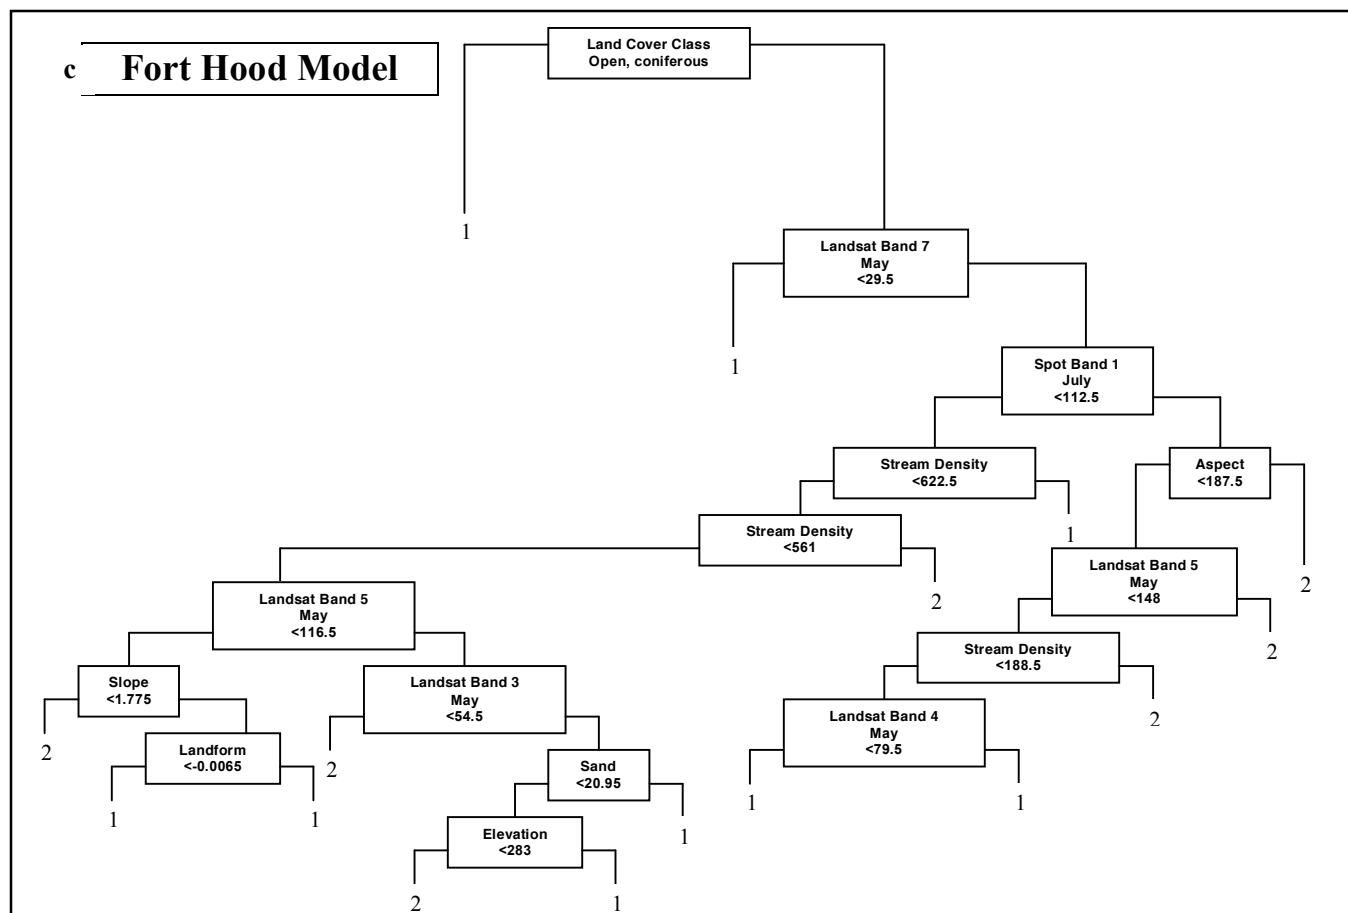 c Fort Hood Model
Land Cover Class
Open, coniferous
1
Landsat Band 7
May
<29.5
1
Spot Band 1
July
<112.5
Stream Density
<622.5
1
Aspect
<187.5
2
Stream Density
<561
2
Landsat Band 5
May
<148
2
Landsat Band 5
May
<116.5
Stream Density
<188.5
2
Slope
<1.775
2
Landsat Band 3
May
<54.5
2
Landsat Band 4
May
<79.5
1
1
Landform
<-0.0065
1
1
Sand
<20.95
1
Elevation
<283
2
1